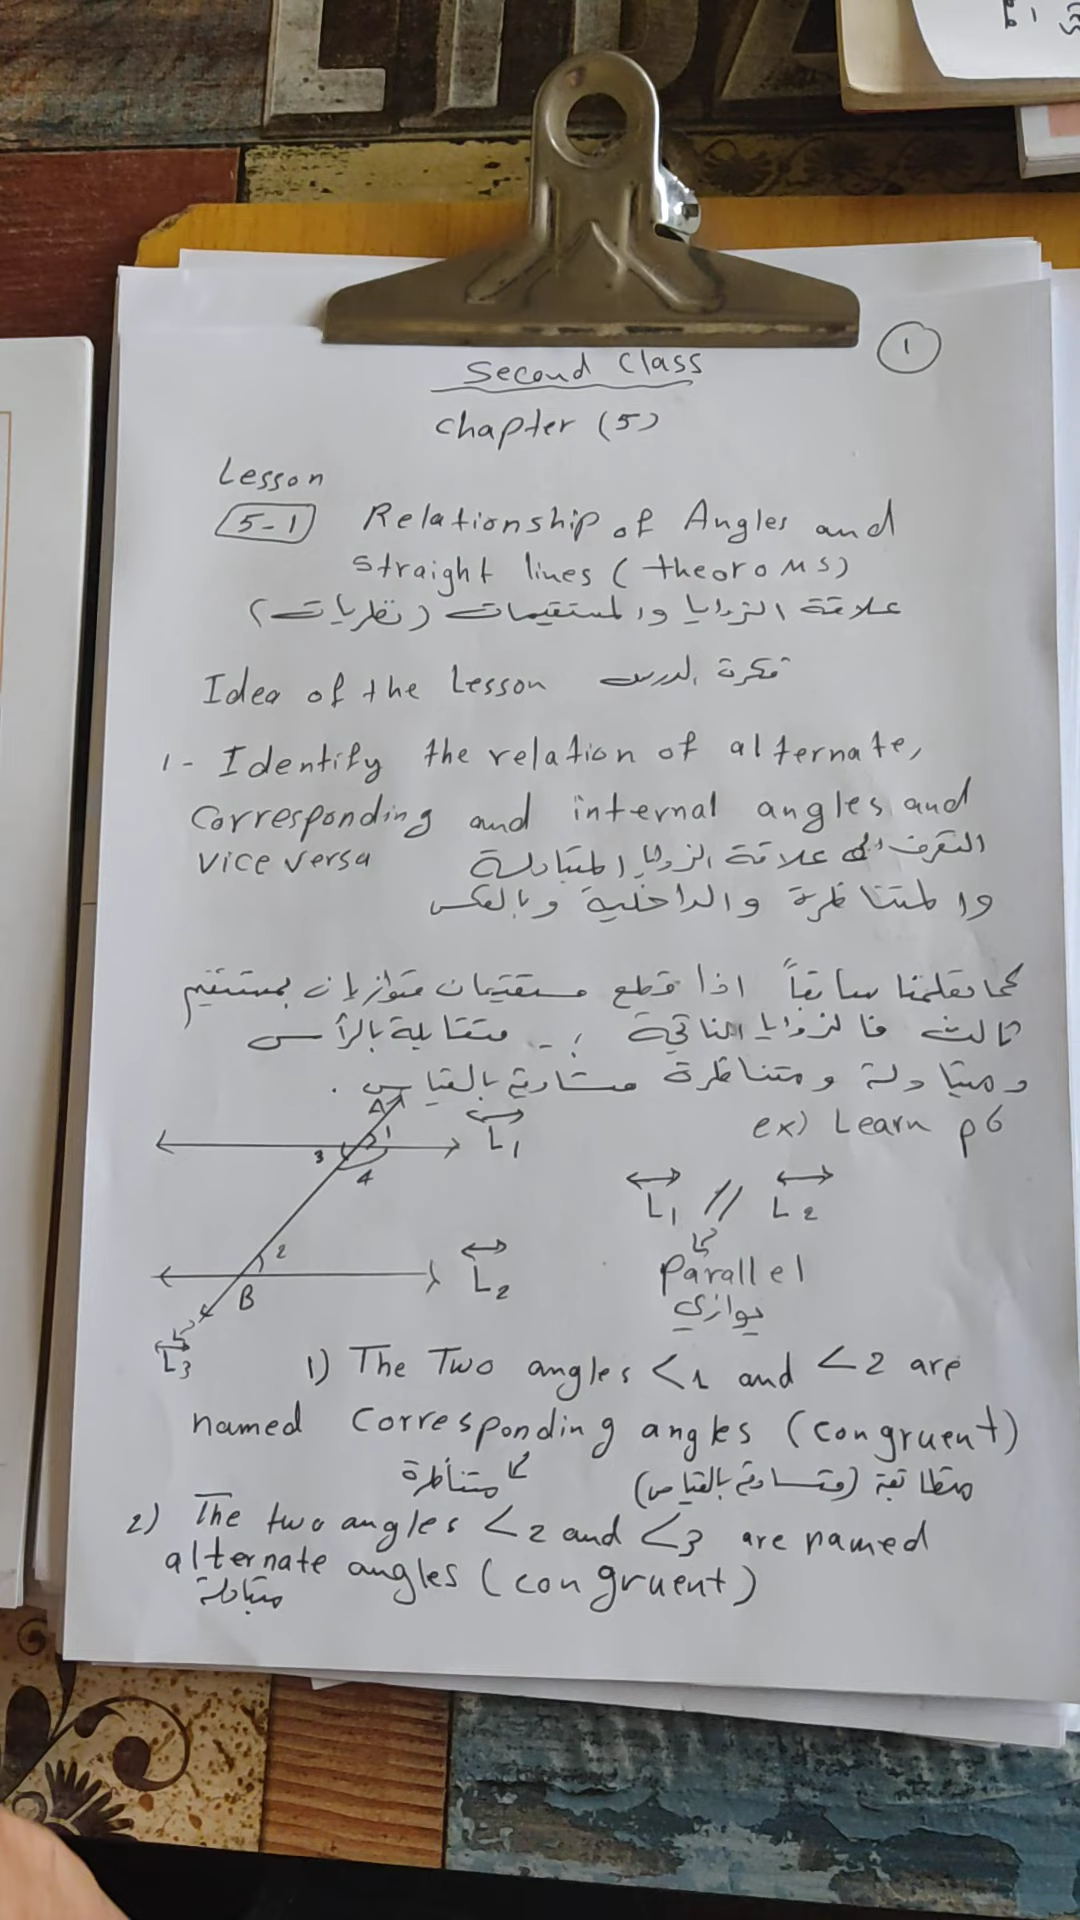 1
Second Class
Chapter (5)
Lesson
5-1 Relationship of Angles and
straight lines (theoroms)
علاقة الزوايا والمستقيمات (نظريات)
Idea of the Lesson فكرة الدرس
1- Identify the relation of alternate,
Corresponding and internal angles and
vice versa التعرف الى علاقة الزوايا المتبادلة
والمتناظرة والداخلية وبالعكس
كما تعلمنا سابقاً اذا قطع مستقيمان متوازيان بمستقيم
ثالث فالزوايا الناتجة :- متقابلة بالرأس
ومتبادلة ومتناظرة متساوية بالقياس .
ex) Learn p6
A
L1
1
3
4
L1 // L2
2
L2
Parallel
B
يوازي
L3
1) The Two angles <1 and <2 are
named Corresponding angles (congruent)
متناظرة متطابقة (متساوية بالقياس)
2) The two angles <2 and <3 are named
alternate angles (congruent)
متبادلة